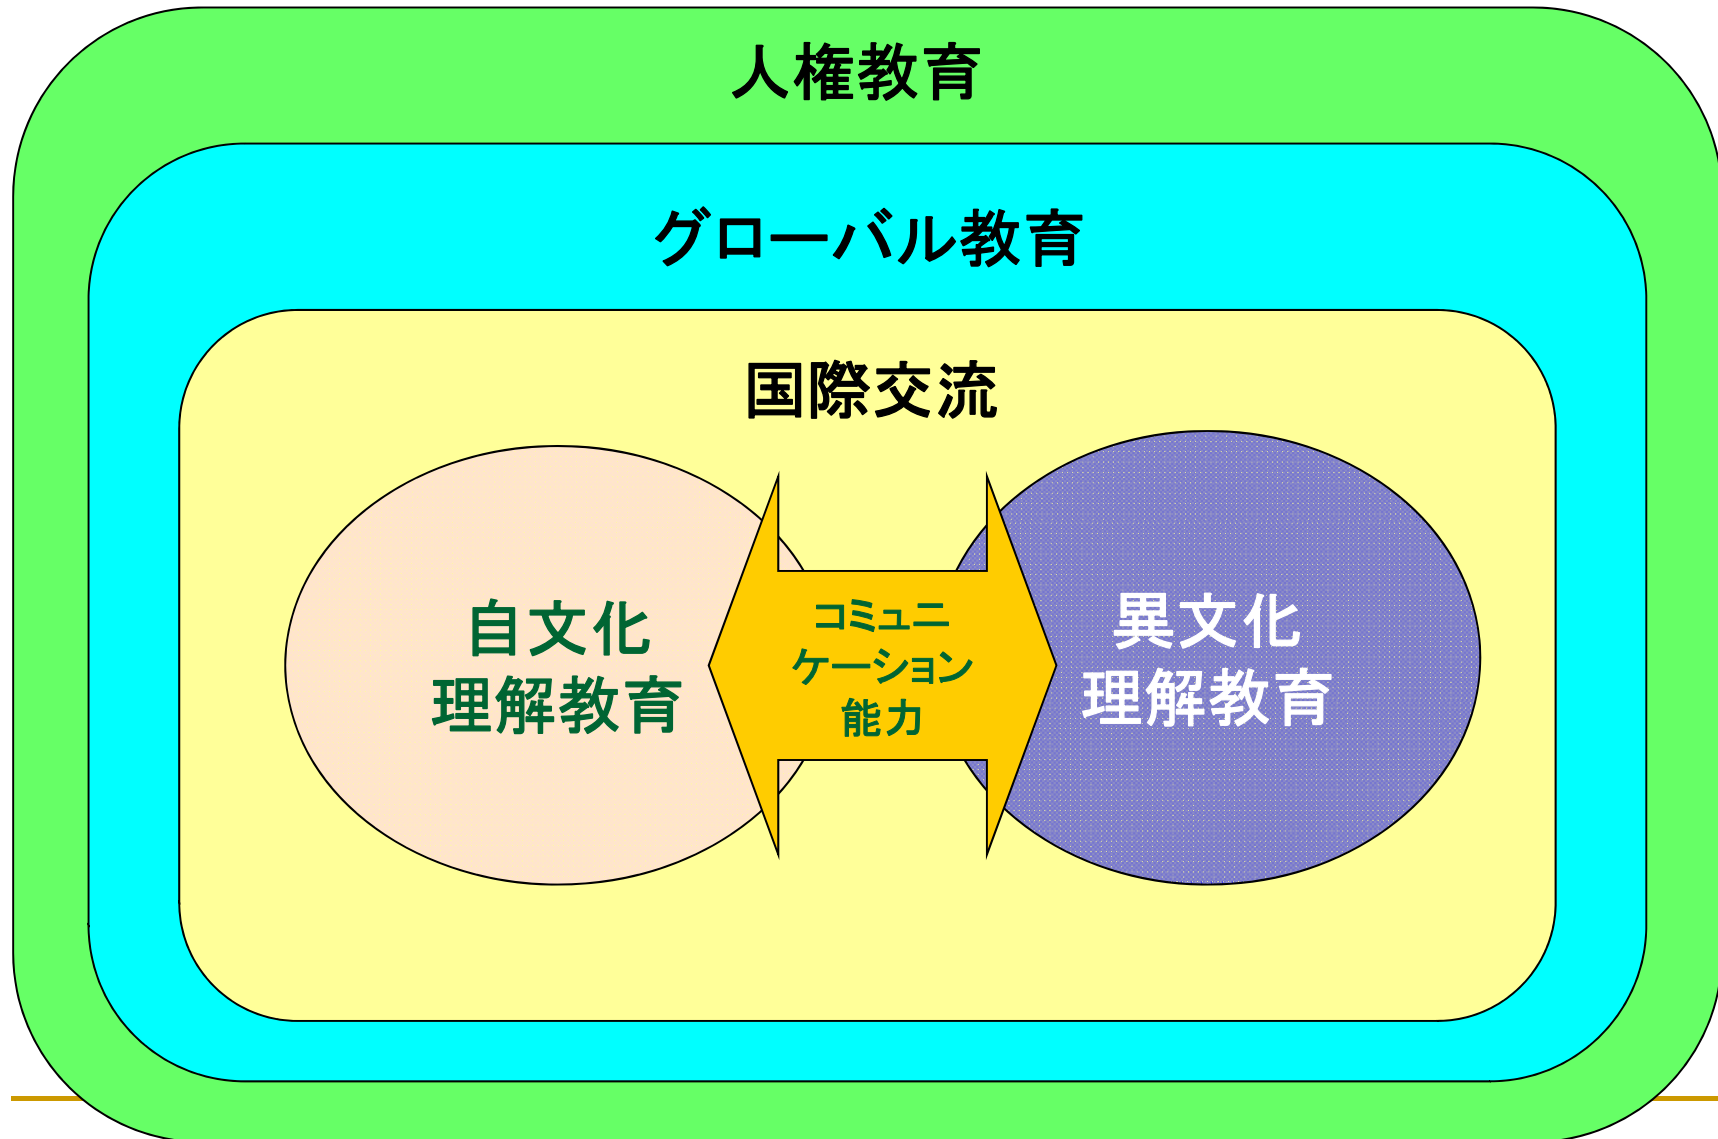 人権教育
グローバル教育
国際交流
自文化
理解教育
コミュニ
ケーション
能力
異文化
理解教育